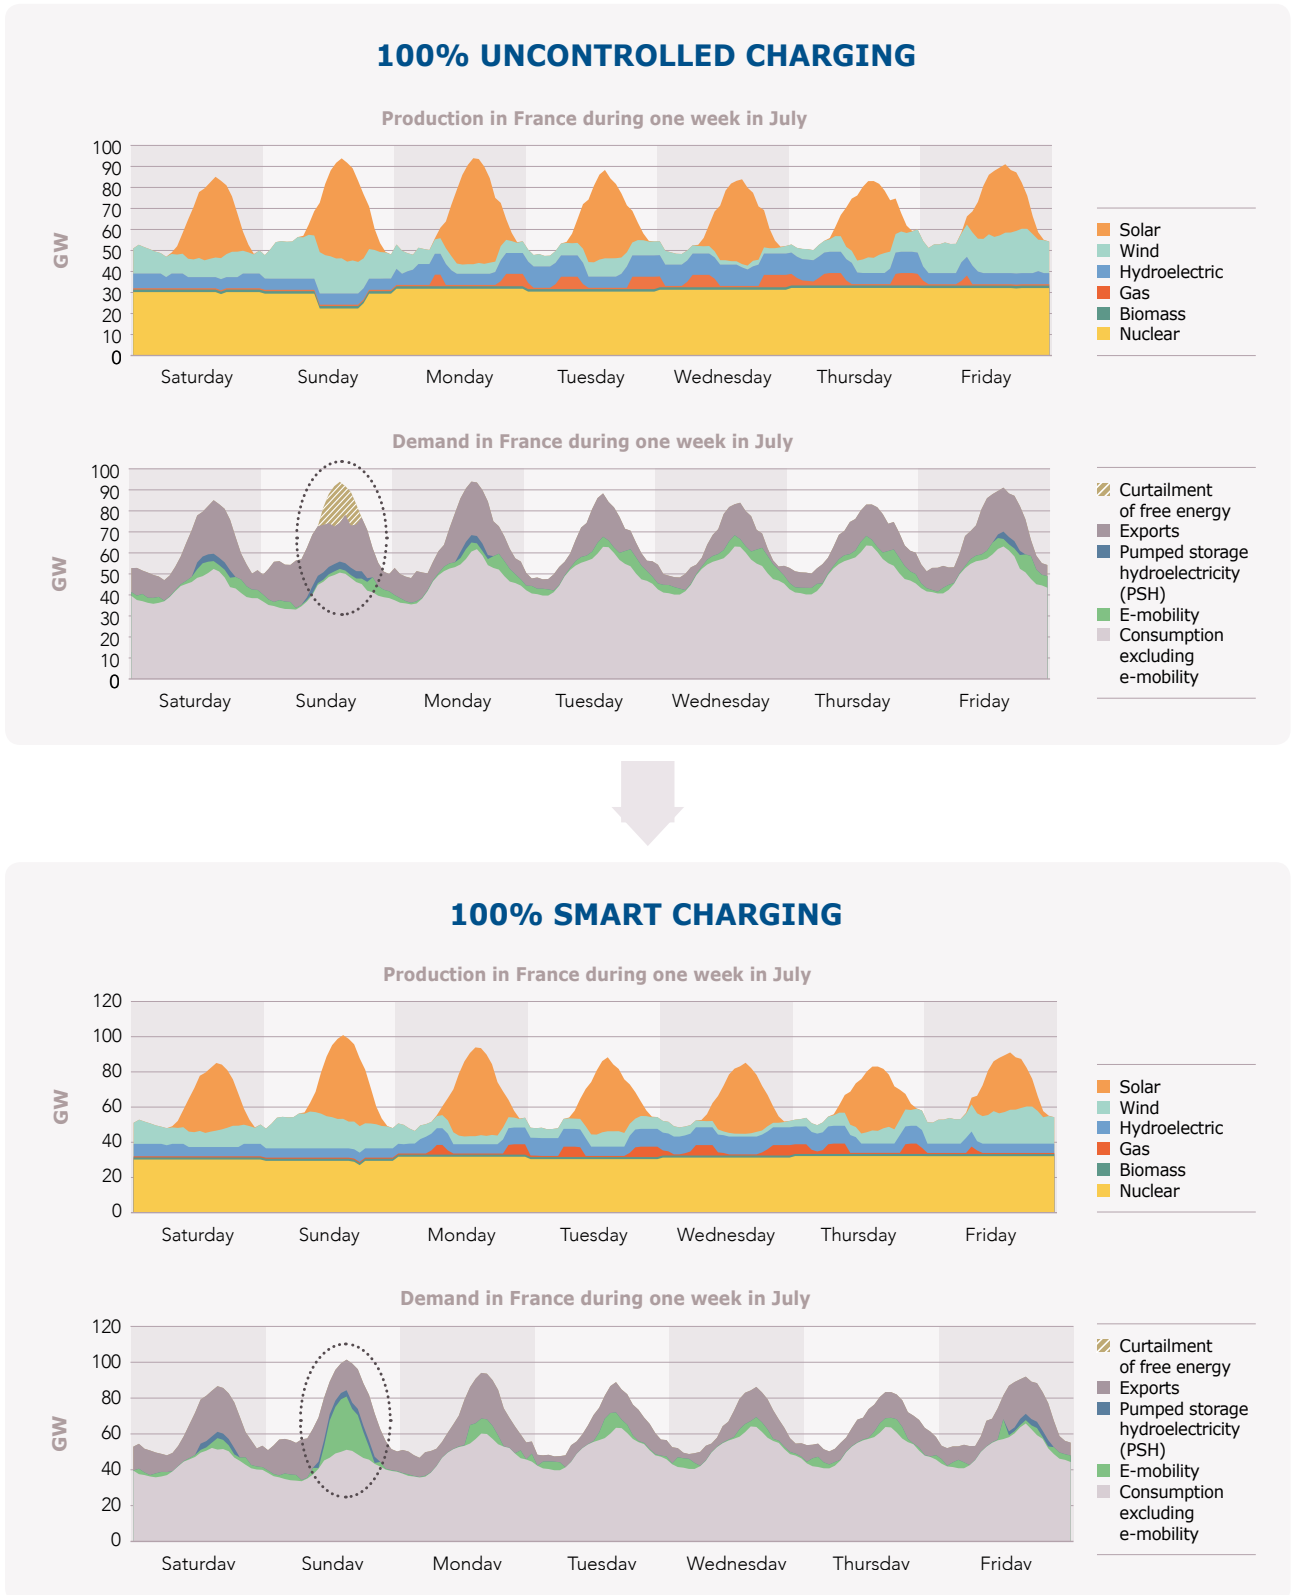 100% UNCONTROLLED CHARGING
Production in France during one week in July
GW
100
90
80
70
60
50
40
30
20
10
0
Saturday Sunday Monday Tuesday Wednesday Thursday Friday
Solar
Wind
Hydroelectric
Gas
Biomass
Nuclear
Demand in France during one week in July
GW
100
90
80
70
60
50
40
30
20
10
0
Saturday Sunday Monday Tuesday Wednesday Thursday Friday
Curtailment
of free energy
Exports
Pumped storage
hydroelectricity
(PSH)
E-mobility
Consumption
excluding
e-mobility
100% SMART CHARGING
Production in France during one week in July
GW
120
100
80
60
40
20
0
Saturday Sunday Monday Tuesday Wednesday Thursday Friday
Solar
Wind
Hydroelectric
Gas
Biomass
Nuclear
Demand in France during one week in July
GW
120
100
80
60
40
20
0
Saturday Sunday Monday Tuesday Wednesday Thursday Friday
Curtailment
of free energy
Exports
Pumped storage
hydroelectricity
(PSH)
E-mobility
Consumption
excluding
e-mobility